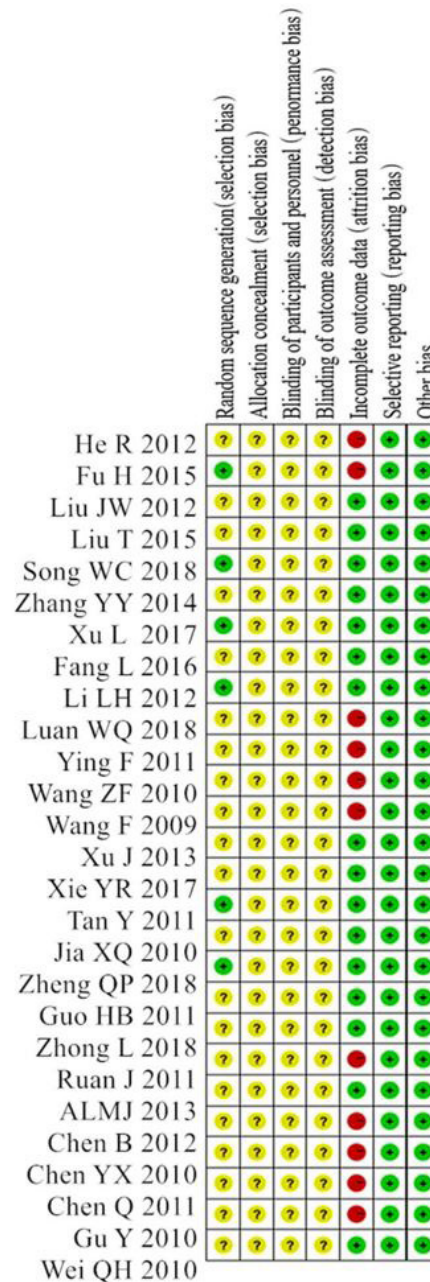 Random sequence generation(selection bias)
Allocation concealment (selection bias)
Blinding of participants and personnel (penormance bias)
Blinding of outcome assessment (detection bias)
Incomplete outcome data (attrition bias)
Selective reporting (reporting bias)
Other bias
He R 2012
Fu H 2015
Liu JW 2012
Liu T 2015
Song WC 2018
Zhang YY 2014
Xu L 2017
Fang L 2016
Li LH 2012
Luan WQ 2018
Ying F 2011
Wang ZF 2010
Wang F 2009
Xu J 2013
Xie YR 2017
Tan Y 2011
Jia XQ 2010
Zheng QP 2018
Guo HB 2011
Zhong L 2018
Ruan J 2011
ALMJ 2013
Chen B 2012
Chen YX 2010
Chen Q 2011
Gu Y 2010
Wei QH 2010